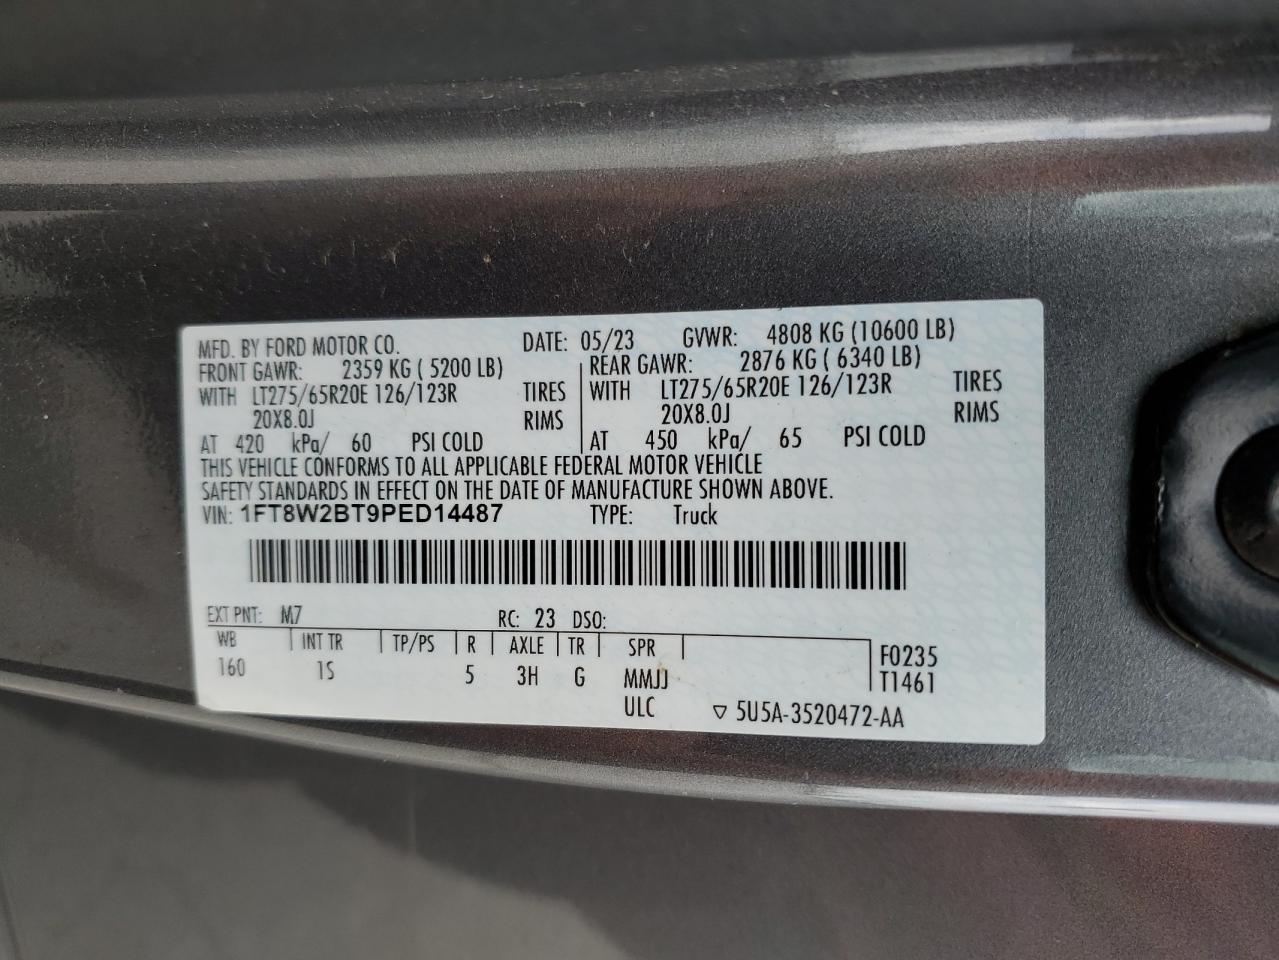 MFD. BY FORD MOTOR CO. DATE: 05/23 GVWR: 4808 KG (10600 LB)
FRONT GAWR: 2359 KG ( 5200 LB) REAR GAWR: 2876 KG ( 6340 LB)
WITH LT275/65R20E 126/123R TIRES WITH LT275/65R20E 126/123R TIRES
20X8.0J RIMS 20X8.0J RIMS
AT 420 kPa/ 60 PSI COLD AT 450 kPa/ 65 PSI COLD
THIS VEHICLE CONFORMS TO ALL APPLICABLE FEDERAL MOTOR VEHICLE
SAFETY STANDARDS IN EFFECT ON THE DATE OF MANUFACTURE SHOWN ABOVE.
VIN: 1FT8W2BT9PED14487 TYPE: Truck
EXT PNT: M7 RC: 23 DSO:
WB INT TR TP/PS R AXLE TR SPR F0235
160 1S 5 3H G MMJJ T1461
ULC ▽ 5U5A-3520472-AA